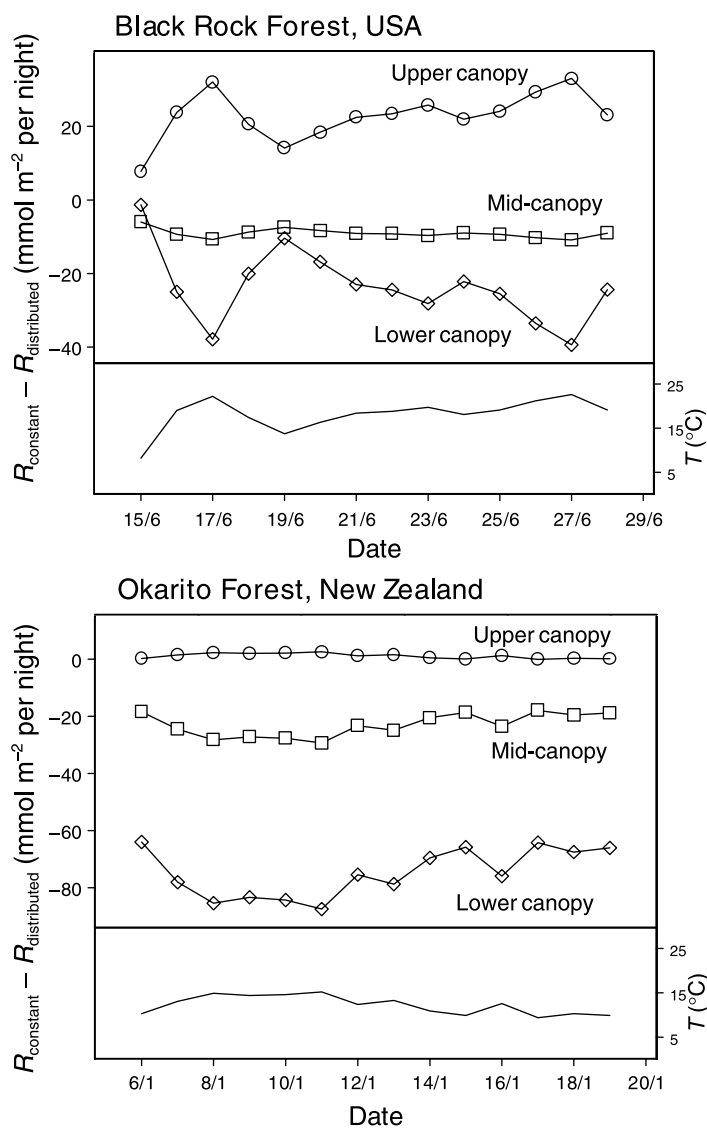 Black Rock Forest, USA
R_constant − R_distributed (mmol m⁻² per night)
20
0
−20
−40
Upper canopy
Mid-canopy
Lower canopy
25
15
5
T (°C)
15/6 17/6 19/6 21/6 23/6 25/6 27/6 29/6
Date
Okarito Forest, New Zealand
R_constant − R_distributed (mmol m⁻² per night)
0
−20
−40
−60
−80
Upper canopy
Mid-canopy
Lower canopy
25
15
5
T (°C)
6/1 8/1 10/1 12/1 14/1 16/1 18/1 20/1
Date